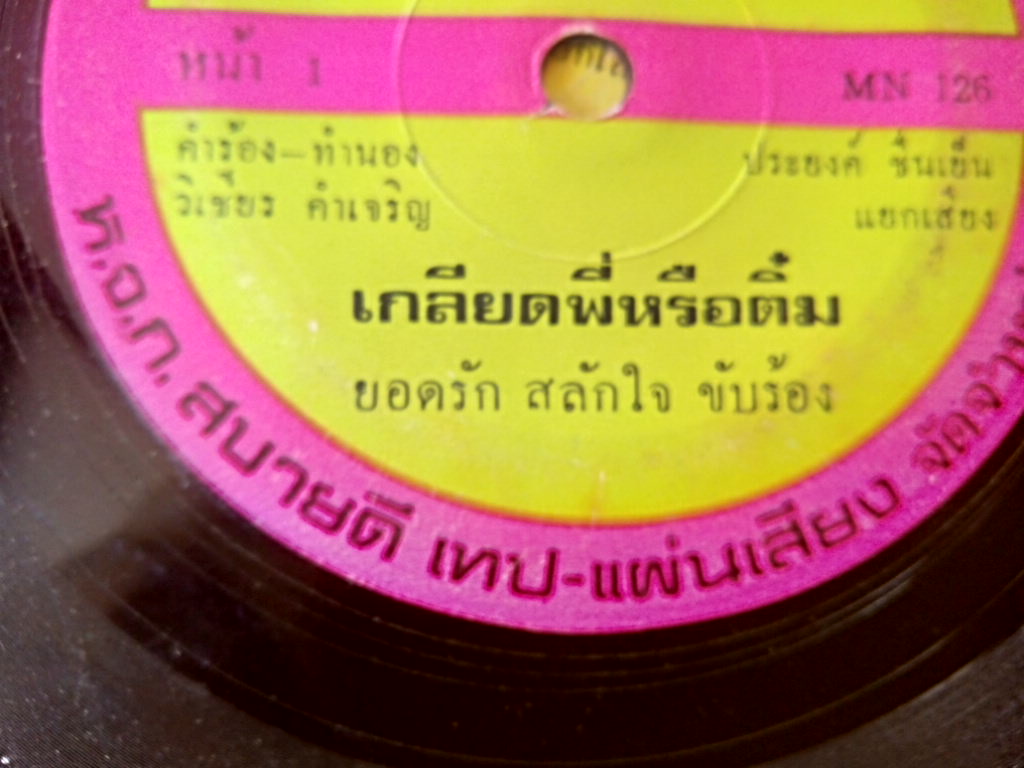 หน้า 1
MN 126
คำร้อง-ทำนอง
วิเชียร คำเจริญ
ประยงค์ ชื่นเย็น
แยกเสียง
เกลียดพี่หรือติ๋ม
ยอดรัก สลักใจ ขับร้อง
ห.จ.ก. สบายดี เทป-แผ่นเสียง